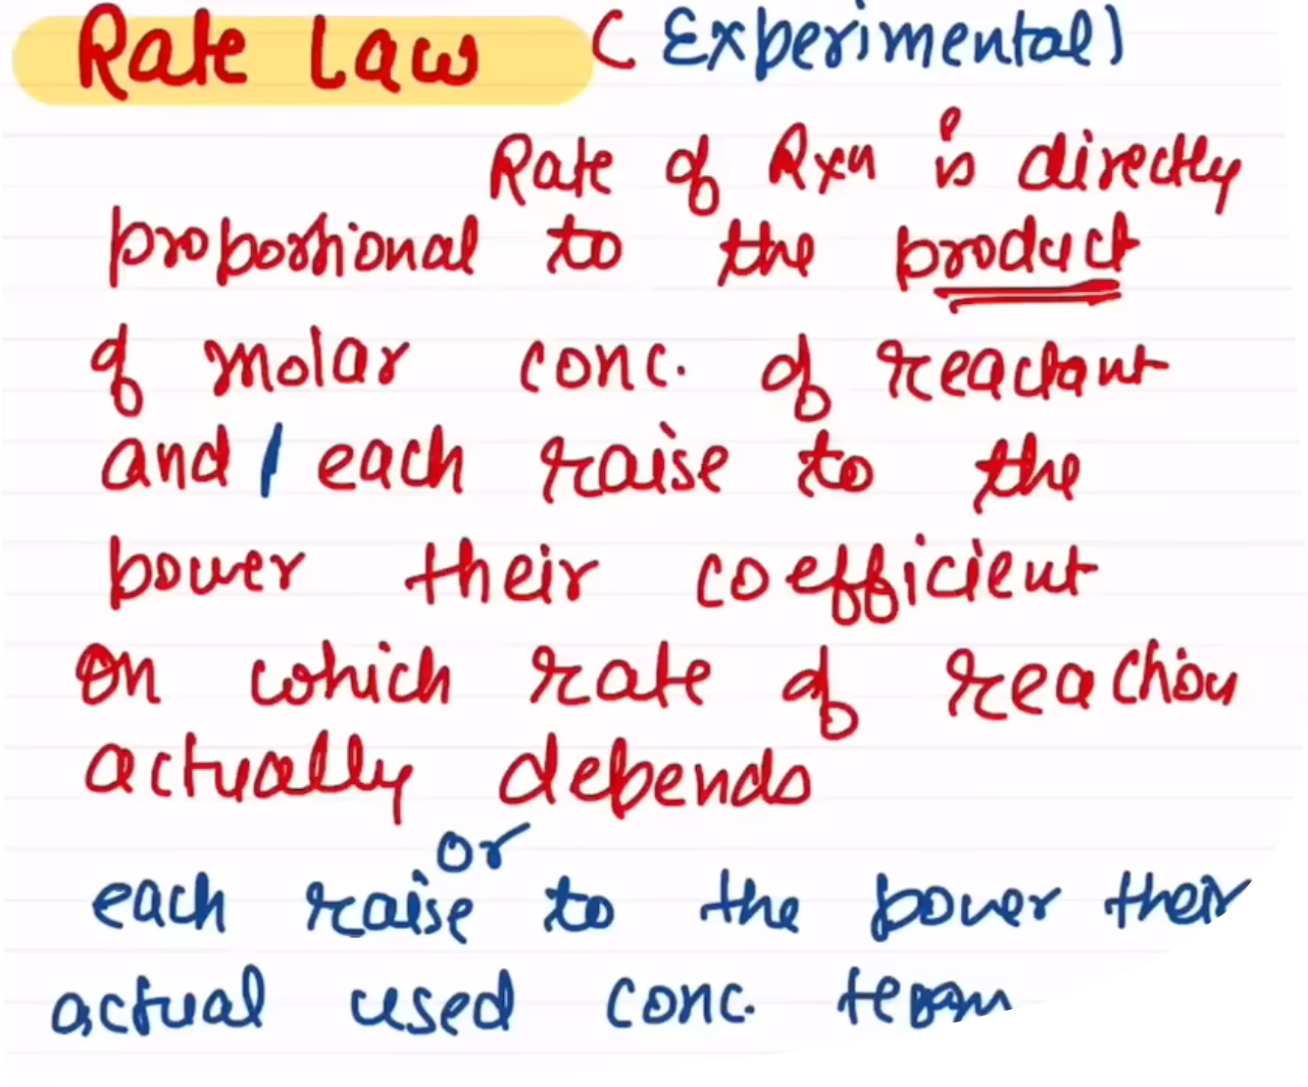 Rate Law (Experimental)
Rate of Rxn is directly
proportional to the product
of molar conc. of reactant
and / each raise to the
power their coefficient
on which rate of reaction
actually depends
or
each raise to the power their
actual used conc. term